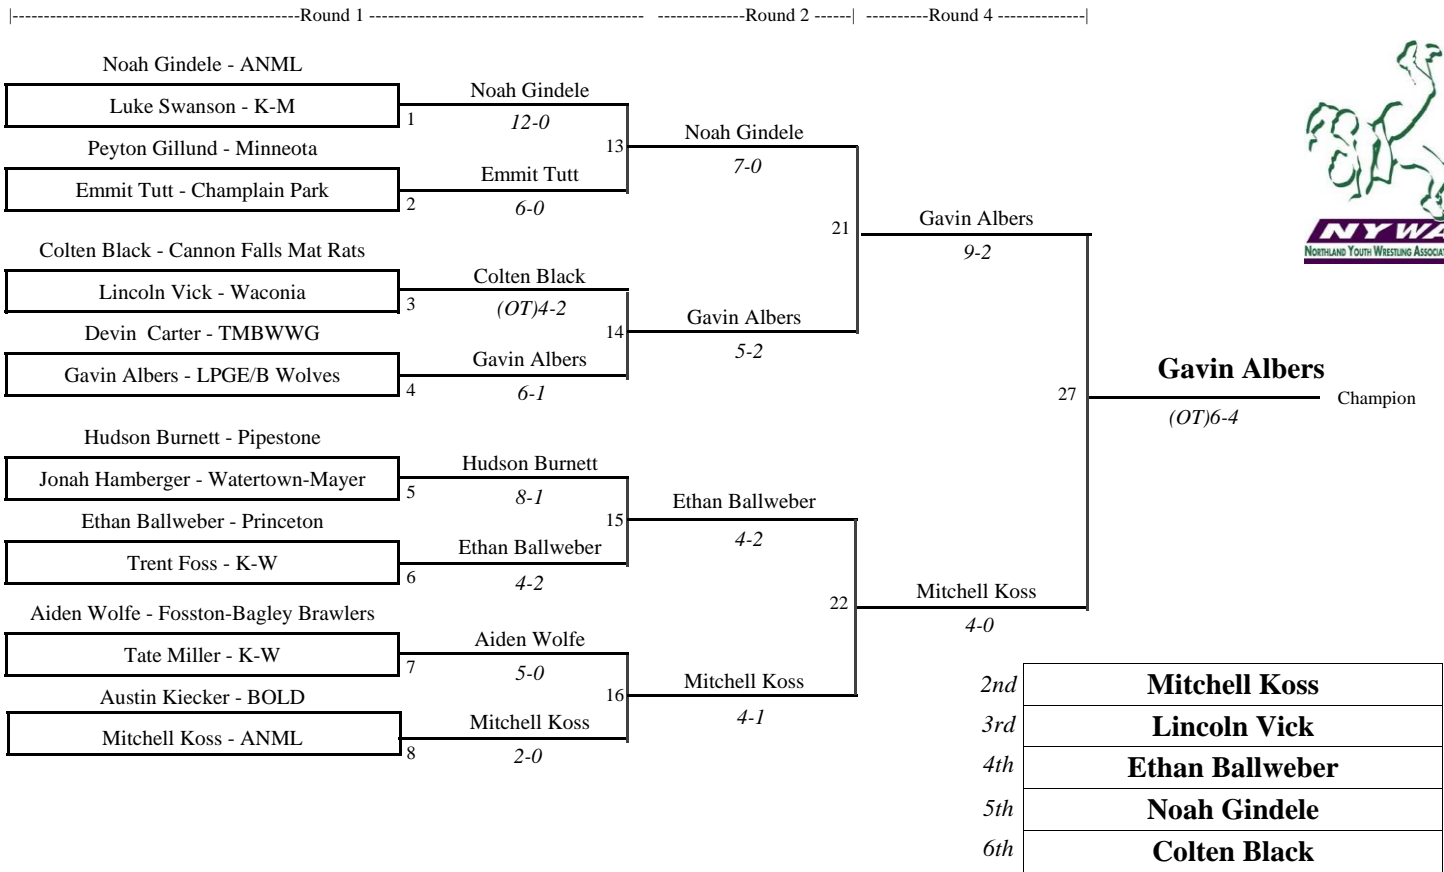 |------------------------------------------Round 1 ---------------------------------------- --------------Round 2 ------| ----------Round 4 --------------|
Noah Gindele - ANML
Luke Swanson - K-M
1
Noah Gindele
12-0
Peyton Gillund - Minneota
Emmit Tutt - Champlain Park
2
Emmit Tutt
6-0
13
Noah Gindele
7-0
Colten Black - Cannon Falls Mat Rats
Lincoln Vick - Waconia
3
Colten Black
(OT)4-2
Devin Carter - TMBWWG
Gavin Albers - LPGE/B Wolves
4
Gavin Albers
6-1
14
Gavin Albers
5-2
21
Gavin Albers
9-2
Hudson Burnett - Pipestone
Jonah Hamberger - Watertown-Mayer
5
Hudson Burnett
8-1
Ethan Ballweber - Princeton
Trent Foss - K-W
6
Ethan Ballweber
4-2
15
Ethan Ballweber
4-2
Aiden Wolfe - Fosston-Bagley Brawlers
Tate Miller - K-W
7
Aiden Wolfe
5-0
Austin Kiecker - BOLD
Mitchell Koss - ANML
8
Mitchell Koss
2-0
16
Mitchell Koss
4-1
22
Mitchell Koss
4-0
27
Gavin Albers
Champion
(OT)6-4
NORTHLAND YOUTH WRESTLING
2nd Mitchell Koss
3rd Lincoln Vick
4th Ethan Ballweber
5th Noah Gindele
6th Colten Black